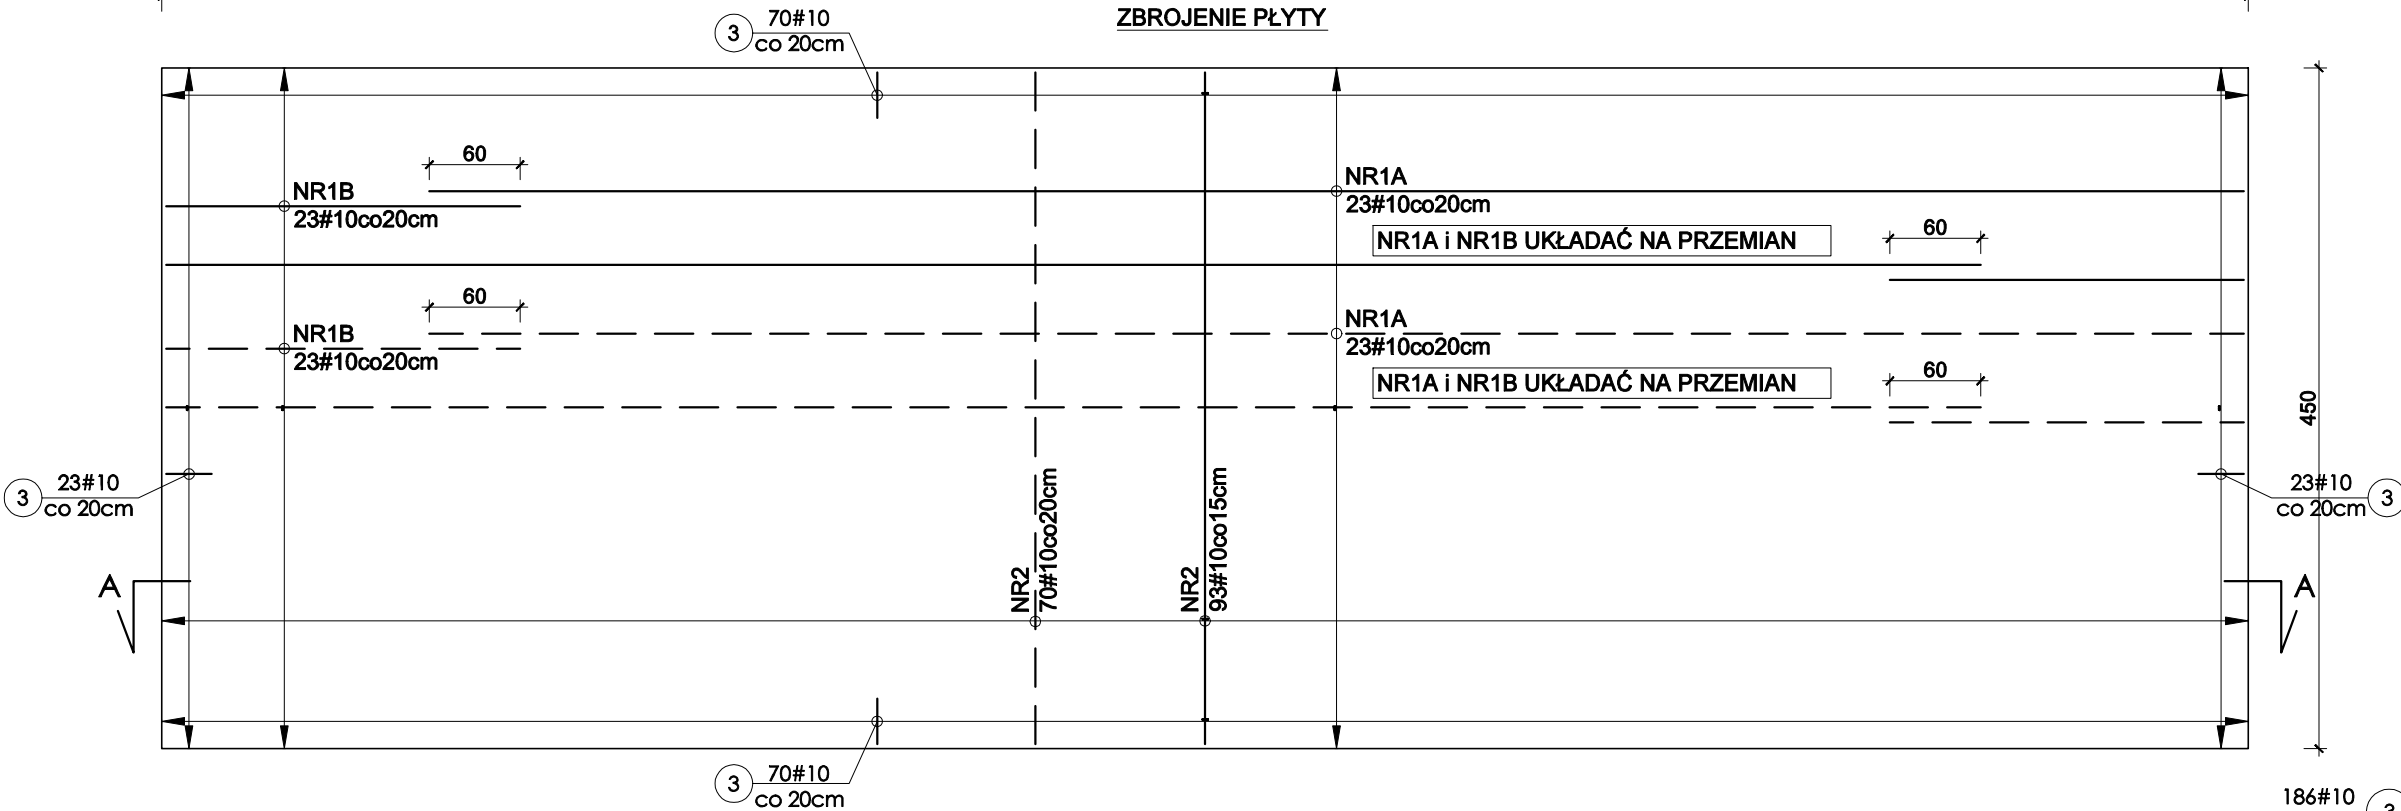 ZBROJENIE PŁYTY
3
70#10
co 20cm
60
NR1B
23#10co20cm
NR1A
23#10co20cm
NR1A i NR1B UKŁADAĆ NA PRZEMIAN
60
60
NR1B
23#10co20cm
NR1A
23#10co20cm
NR1A i NR1B UKŁADAĆ NA PRZEMIAN
60
450
3
23#10
co 20cm
NR2
70#10co20cm
NR2
93#10co15cm
23#10
co 20cm
3
A
A
3
70#10
co 20cm
186#10
3